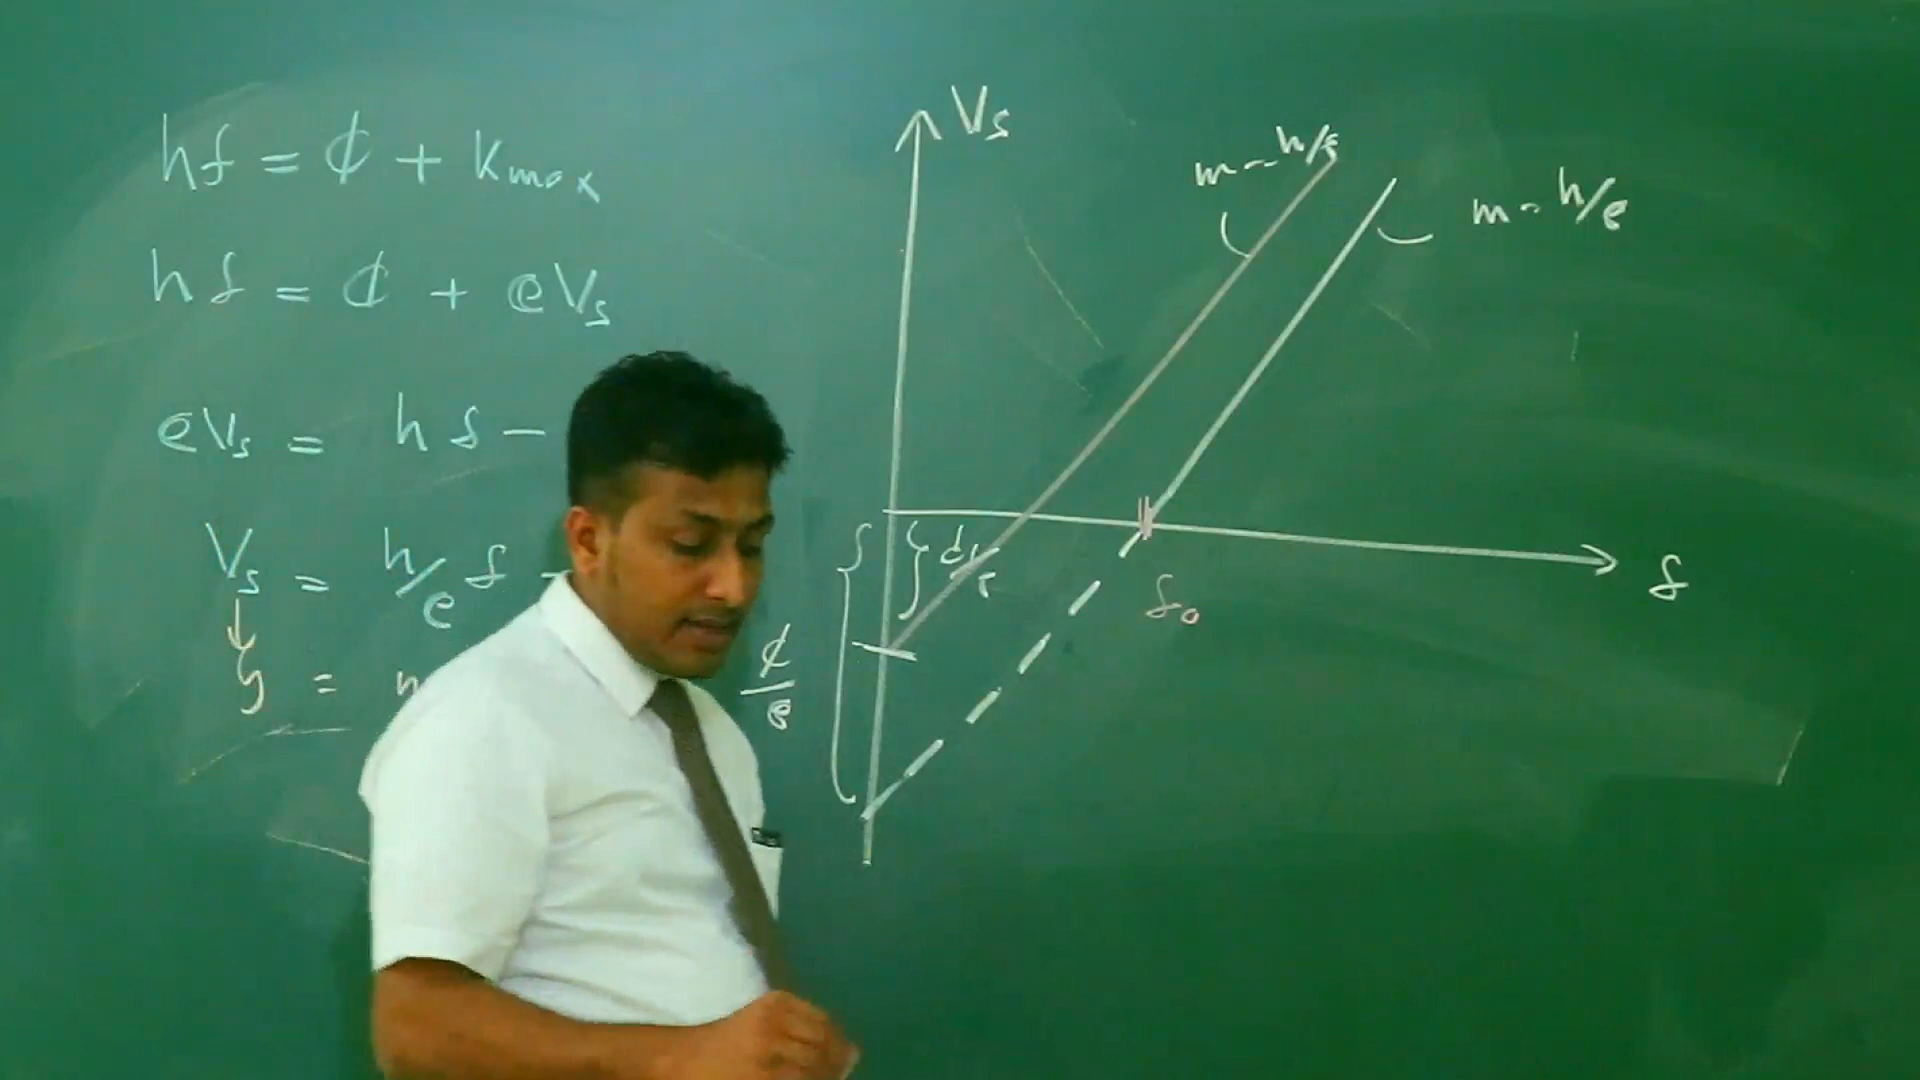 hf = ϕ + Kmax
hf = ϕ + eVs
eVs = hf -
Vs = h/e f -
y =
ϕ/e
Vs
m = h/e
m = h/e
f
f₀